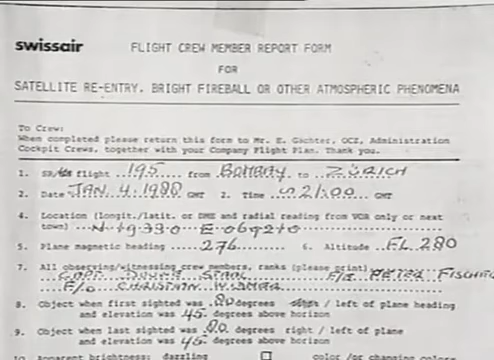 swissair FLIGHT CREW MEMBER REPORT FORM
FOR
SATELLITE RE-ENTRY, BRIGHT FIREBALL OR OTHER ATMOSPHERIC PHENOMENA
To Crew:
When completed please return this form to Mr. E. Gächter, OCZ, Administration
Cockpit Crews, together with your Company Flight Plan. Thank you.
1. flight 195 from BOMBAY to ZÜRICH
2. Date JAN 4. 1988 GMT 2. Time 21:00 GMT
4. Location (longit./latit. or DME and radial reading from VOR only or next
town) N 19330 E 069210
5. Plane magnetic heading 276 6. Altitude FL 280
7. All observing/witnessing crew members, ranks (please print)
PETER FISCHER
F/O CHRISTIAN
8. Object when first sighted was degrees / left of plane heading
and elevation was 45 degrees above horizon
9. Object when last sighted was degrees right / left of plane
and elevation was 45 degrees above horizon
10 Apparent brightness: dazzling color /or changing colors